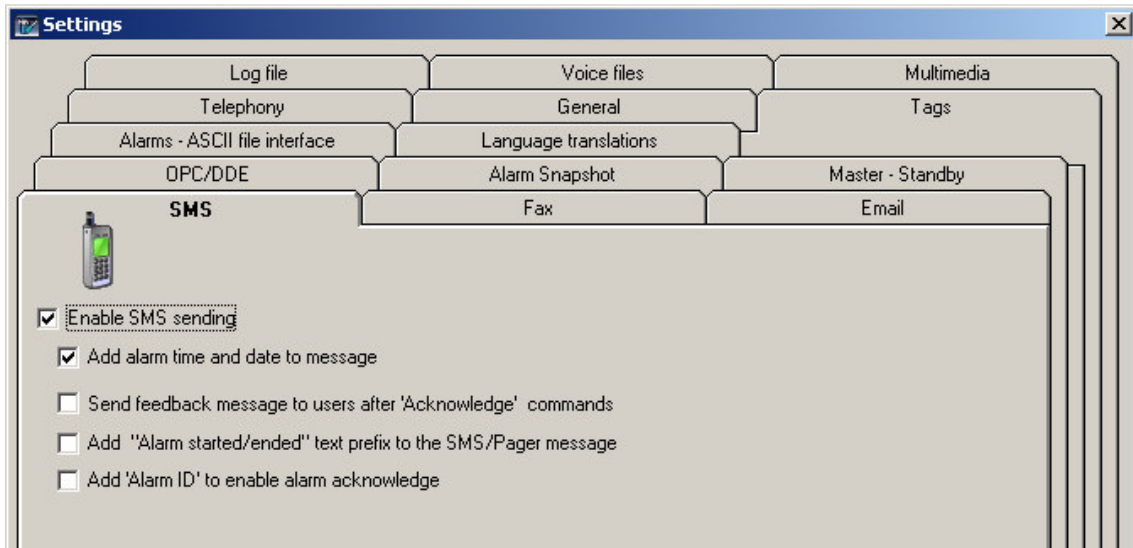 Settings
Log file Voice files Multimedia
Telephony General Tags
Alarms - ASCII file interface Language translations
OPC/DDE Alarm Snapshot Master - Standby
SMS Fax Email
Enable SMS sending
Add alarm time and date to message
Send feedback message to users after 'Acknowledge' commands
Add "Alarm started/ended" text prefix to the SMS/Pager message
Add 'Alarm ID' to enable alarm acknowledge